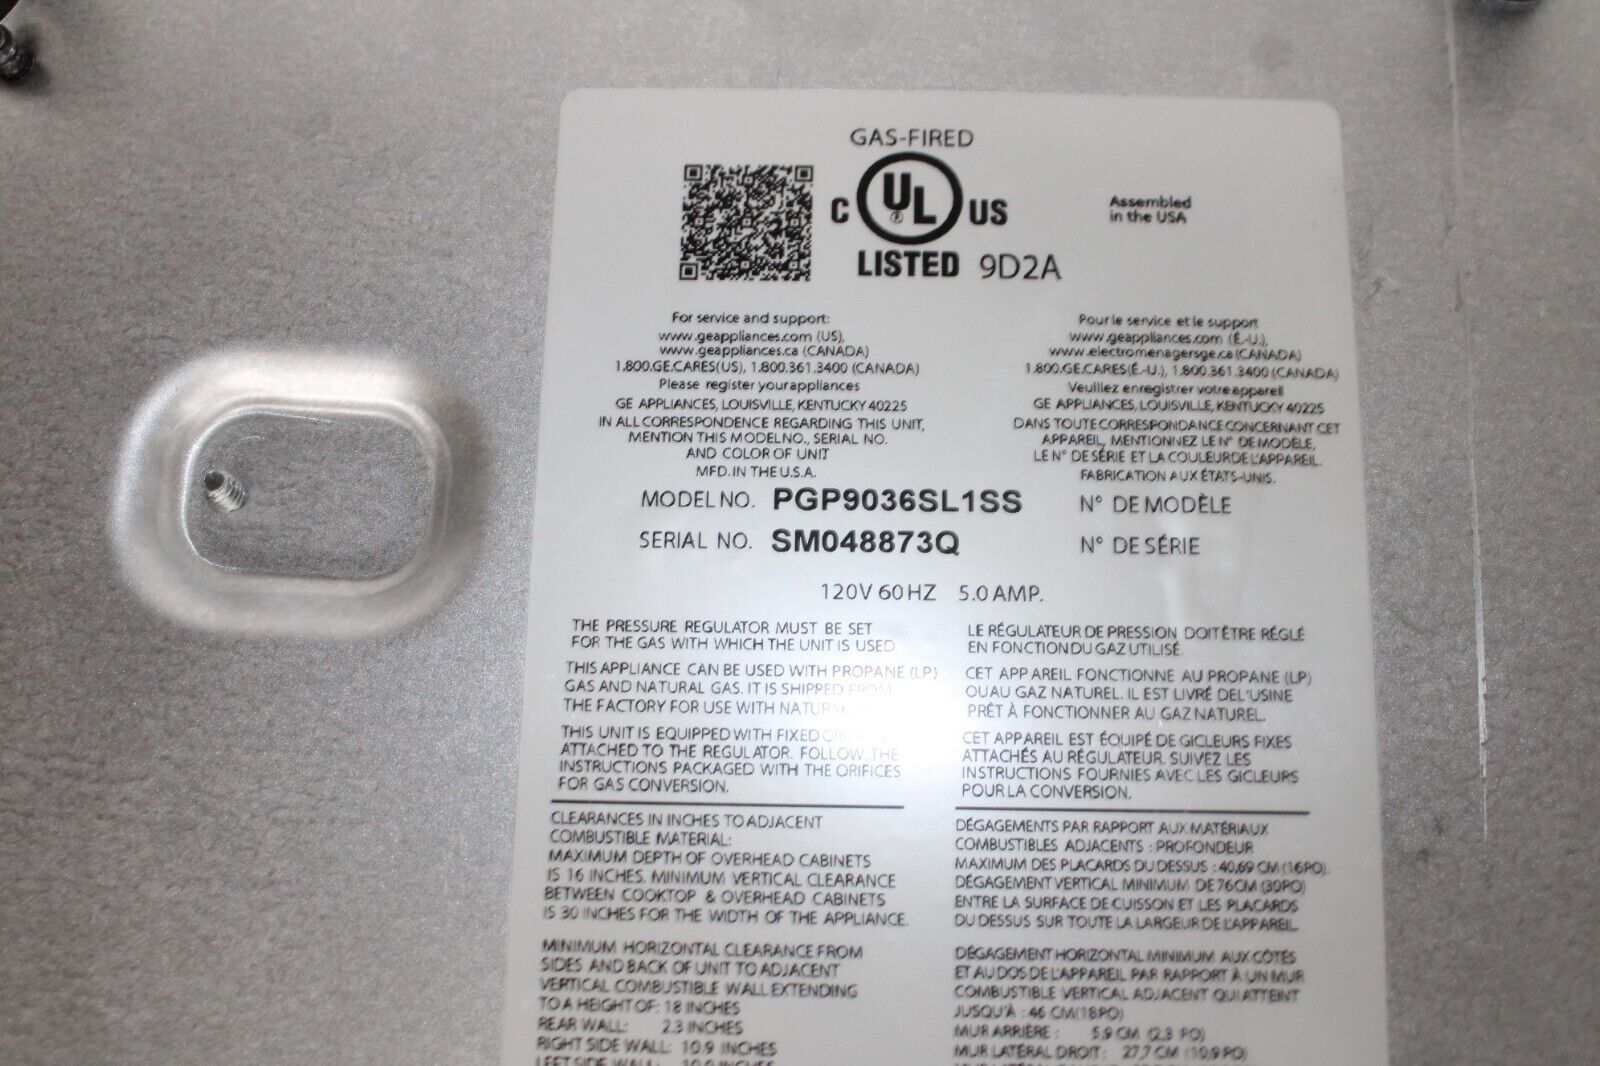 GAS-FIRED
C UL ® US
LISTED 9D2A
Assembled
in the USA
For service and support:
www.geappliances.com (US),
www.geappliances.ca (CANADA)
1.800.GE.CARES(US), 1.800.361.3400 (CANADA)
Please register your appliances
GE APPLIANCES, LOUISVILLE, KENTUCKY 40225
IN ALL CORRESPONDENCE REGARDING THIS UNIT,
MENTION THIS MODEL NO., SERIAL NO.
AND COLOR OF UNIT
MFD. IN THE U.S.A.
Pour le service et le support
www.geappliances.com (É.-U.),
www.electromenagersge.ca (CANADA)
1.800.GE.CARES(É.-U.), 1.800.361.3400 (CANADA)
Veuillez enregistrer votre appareil
GE APPLIANCES, LOUISVILLE, KENTUCKY 40225
DANS TOUTE CORRESPONDANCE CONCERNANT CET
APPAREIL, MENTIONNEZ LE N° DE MODÈLE,
LE N° DE SÉRIE ET LA COULEUR DE L'APPAREIL.
FABRICATION AUX ÉTATS-UNIS.
MODEL NO. PGP9036SL1SS N° DE MODÈLE
SERIAL NO. SM048873Q N° DE SÉRIE
120V 60 HZ 5.0 AMP.
THE PRESSURE REGULATOR MUST BE SET
FOR THE GAS WITH WHICH THE UNIT IS USED.
THIS APPLIANCE CAN BE USED WITH PROPANE (LP)
GAS AND NATURAL GAS. IT IS SHIPPED FROM
THE FACTORY FOR USE WITH
THIS UNIT IS EQUIPPED WITH FIXED
ATTACHED TO THE REGULATOR. FOLLOW THE
INSTRUCTIONS PACKAGED WITH THE ORIFICES
FOR GAS CONVERSION.
LE RÉGULATEUR DE PRESSION DOIT ÊTRE RÉGLÉ
EN FONCTION DU GAZ UTILISÉ.
CET APPAREIL FONCTIONNE AU PROPANE (LP)
OU AU GAZ NATUREL. IL EST LIVRÉ DE L'USINE
PRÊT À FONCTIONNER AU GAZ NATUREL.
CET APPAREIL EST ÉQUIPÉ DE GICLEURS FIXES
ATTACHÉS AU RÉGULATEUR. SUIVEZ LES
INSTRUCTIONS FOURNIES AVEC LES GICLEURS
POUR LA CONVERSION.
CLEARANCES IN INCHES TO ADJACENT
COMBUSTIBLE MATERIAL:
MAXIMUM DEPTH OF OVERHEAD CABINETS
IS 16 INCHES. MINIMUM VERTICAL CLEARANCE
BETWEEN COOKTOP & OVERHEAD CABINETS
IS 30 INCHES FOR THE WIDTH OF THE APPLIANCE.
MINIMUM HORIZONTAL CLEARANCE FROM
SIDES AND BACK OF UNIT TO ADJACENT
VERTICAL COMBUSTIBLE WALL EXTENDING
TO A HEIGHT OF: 18 INCHES
REAR WALL: 2.3 INCHES
RIGHT SIDE WALL: 10.9 INCHES
DÉGAGEMENTS PAR RAPPORT AUX MATÉRIAUX
COMBUSTIBLES ADJACENTS : PROFONDEUR
MAXIMUM DES PLACARDS DU DESSUS : 40,69 CM (16PO).
DÉGAGEMENT VERTICAL MINIMUM DE 76CM (30PO)
ENTRE LA SURFACE DE CUISSON ET LES PLACARDS
DU DESSUS SUR TOUTE LA LARGEUR DE L'APPAREIL.
DÉGAGEMENT HORIZONTAL MINIMUM AUX CÔTÉS
ET AU DOS DE L'APPAREIL PAR RAPPORT À UN MUR
COMBUSTIBLE VERTICAL ADJACENT QUI ATTEINT
JUSQU'À : 46 CM (18PO)
MUR ARRIÈRE : 5.9 CM (2.3 PO)
MUR LATÉRAL DROIT : 27,7 CM (10.9 PO)